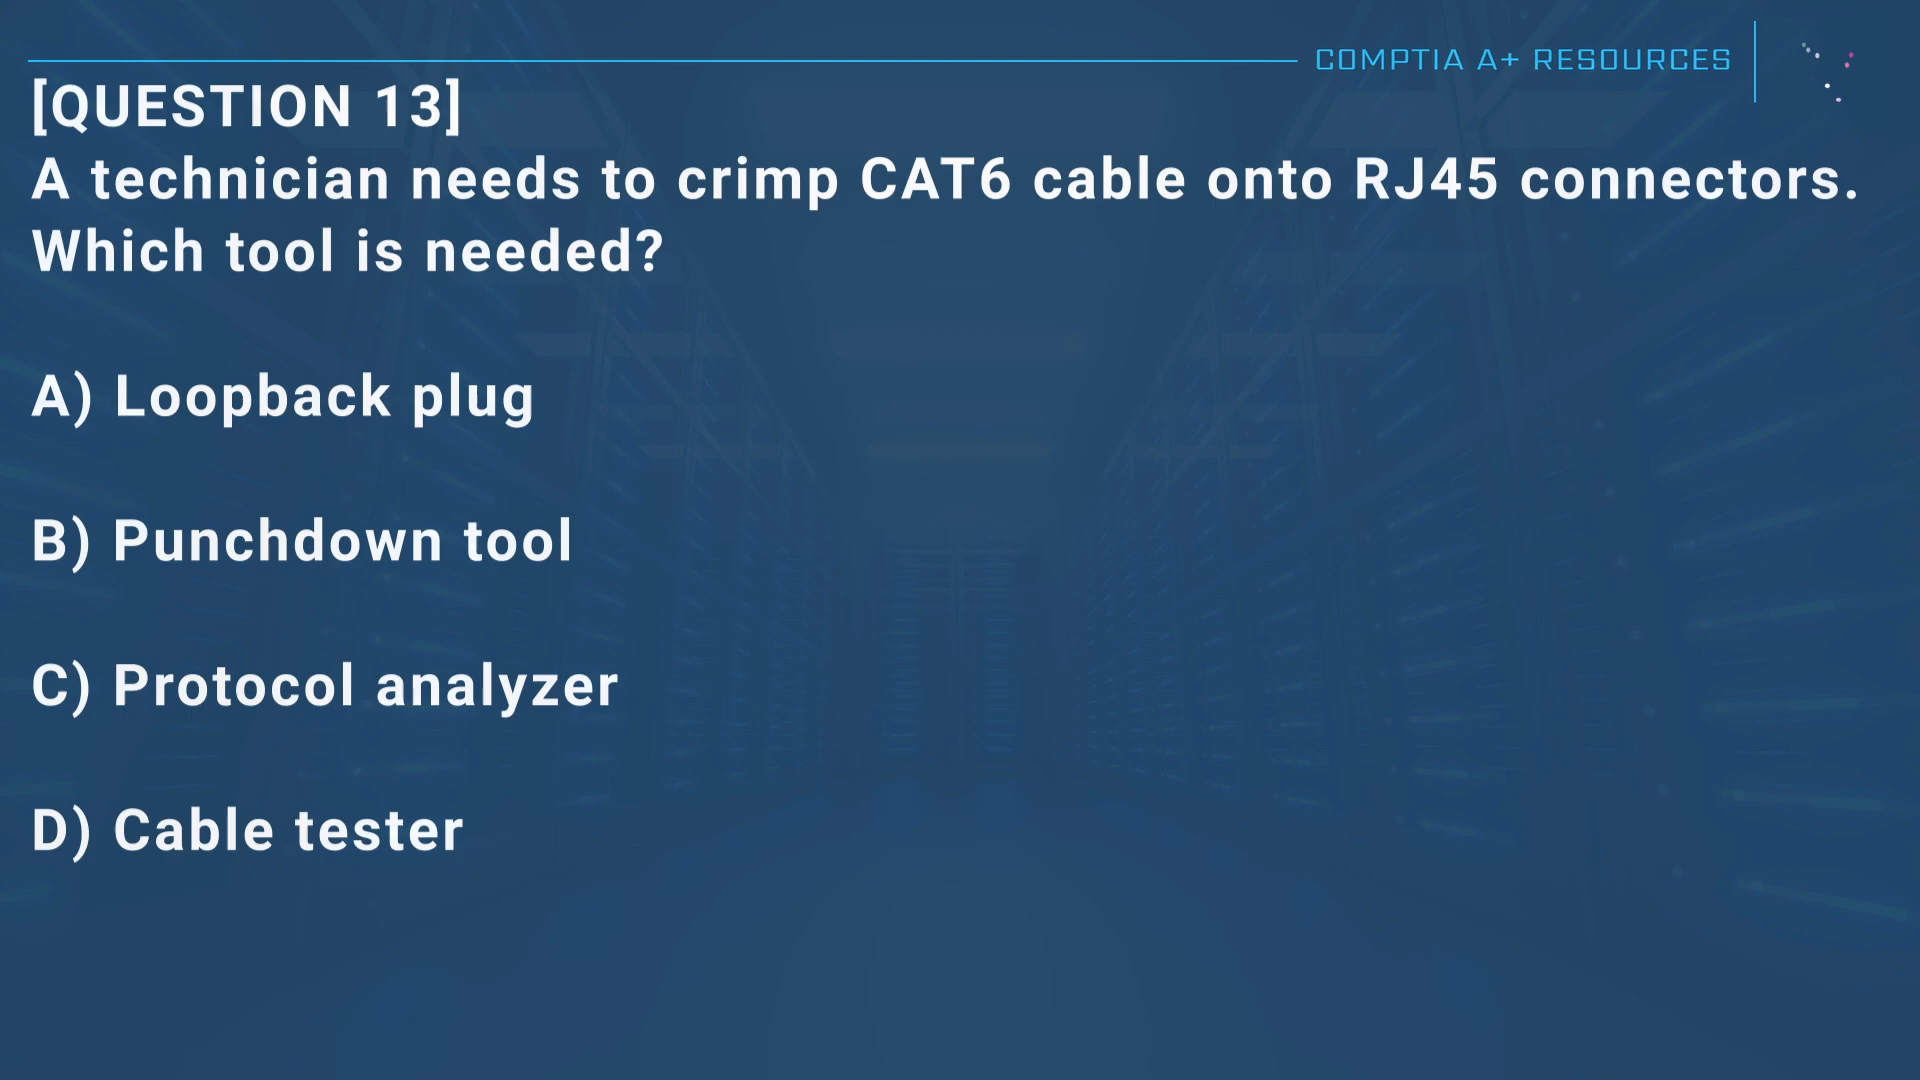 COMPTIA A+ RESOURCES
[QUESTION 13]
A technician needs to crimp CAT6 cable onto RJ45 connectors.
Which tool is needed?
A) Loopback plug
B) Punchdown tool
C) Protocol analyzer
D) Cable tester